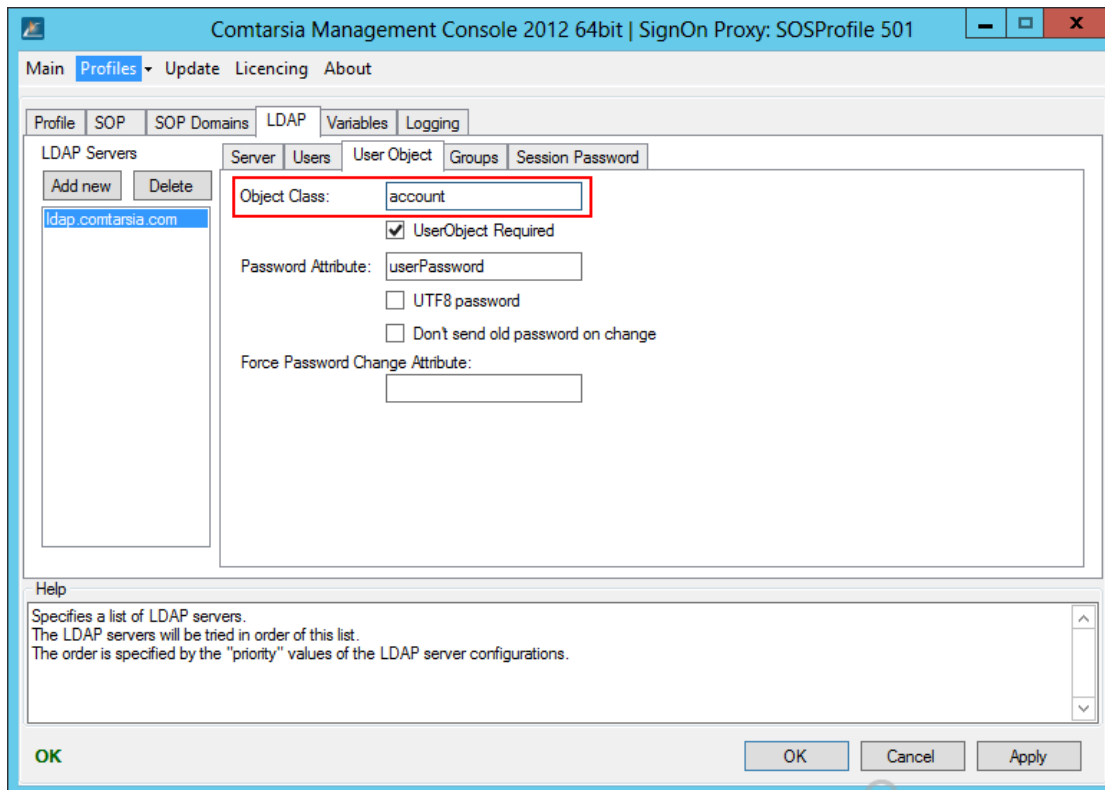 Comtarsia Management Console 2012 64bit | SignOn Proxy: SOSProfile 501
Main Profiles Update Licencing About
Profile SOP SOP Domains LDAP Variables Logging
LDAP Servers
Add new Delete
ldap.comtarsia.com
Server Users User Object Groups Session Password
Object Class: account
UserObject Required
Password Attribute: userPassword
UTF8 password
Don't send old password on change
Force Password Change Attribute:
Help
Specifies a list of LDAP servers.
The LDAP servers will be tried in order of this list.
The order is specified by the "priority" values of the LDAP server configurations.
OK
OK Cancel Apply